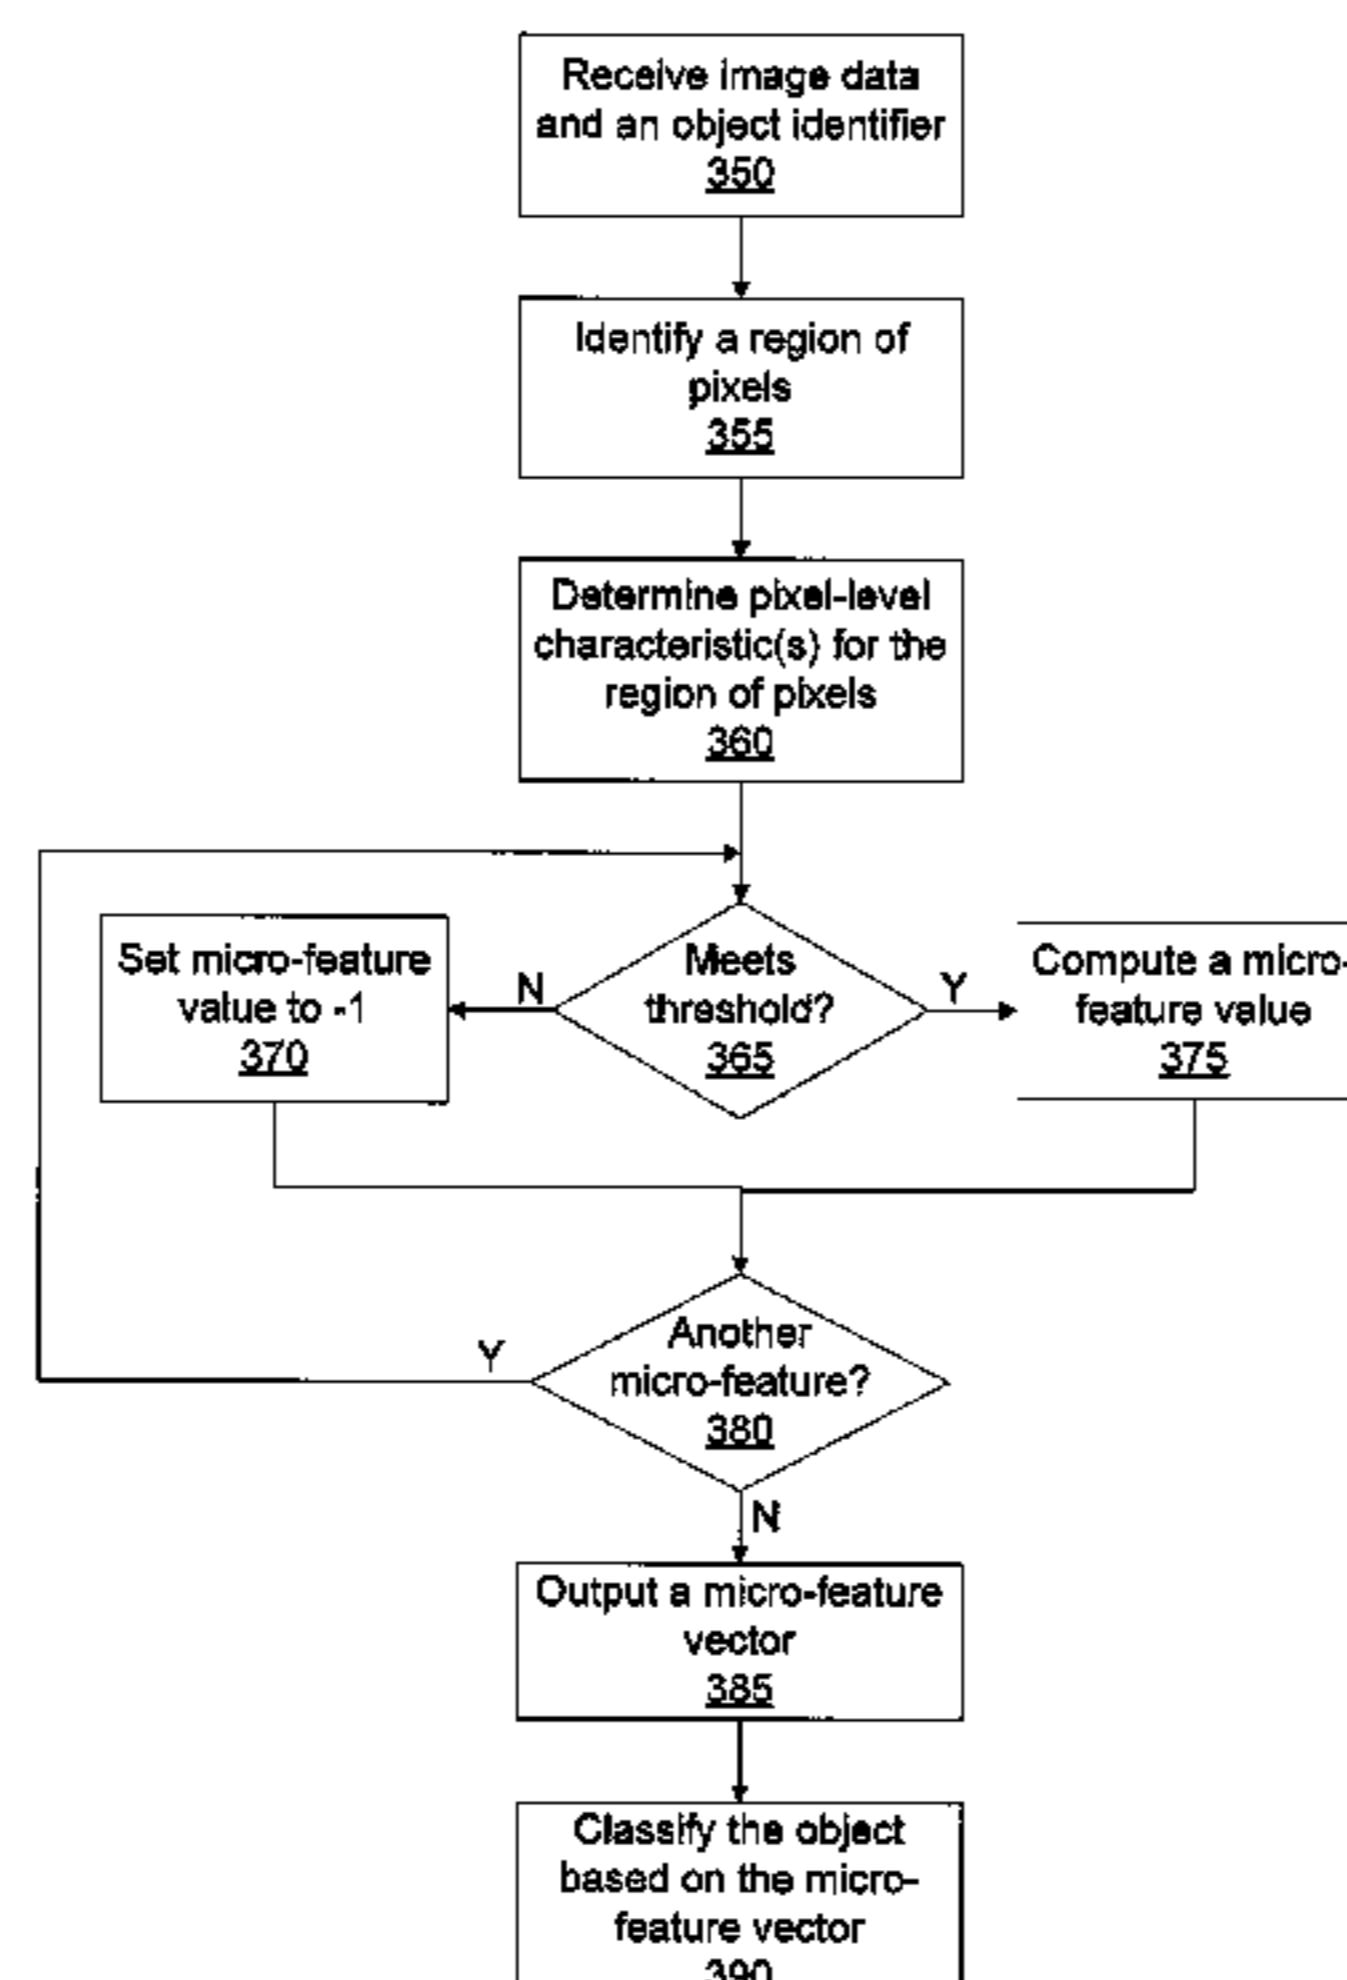 Receive image data
and an object identifier
350
Identify a region of
pixels
355
Determine pixel-level
characteristic(s) for the
region of pixels
360
Set micro-feature
value to -1
370
N
Meets
threshold?
365
Y
Compute a micro-
feature value
375
Y
Another
micro-feature?
380
N
Output a micro-feature
vector
385
Classify the object
based on the micro-
feature vector
390